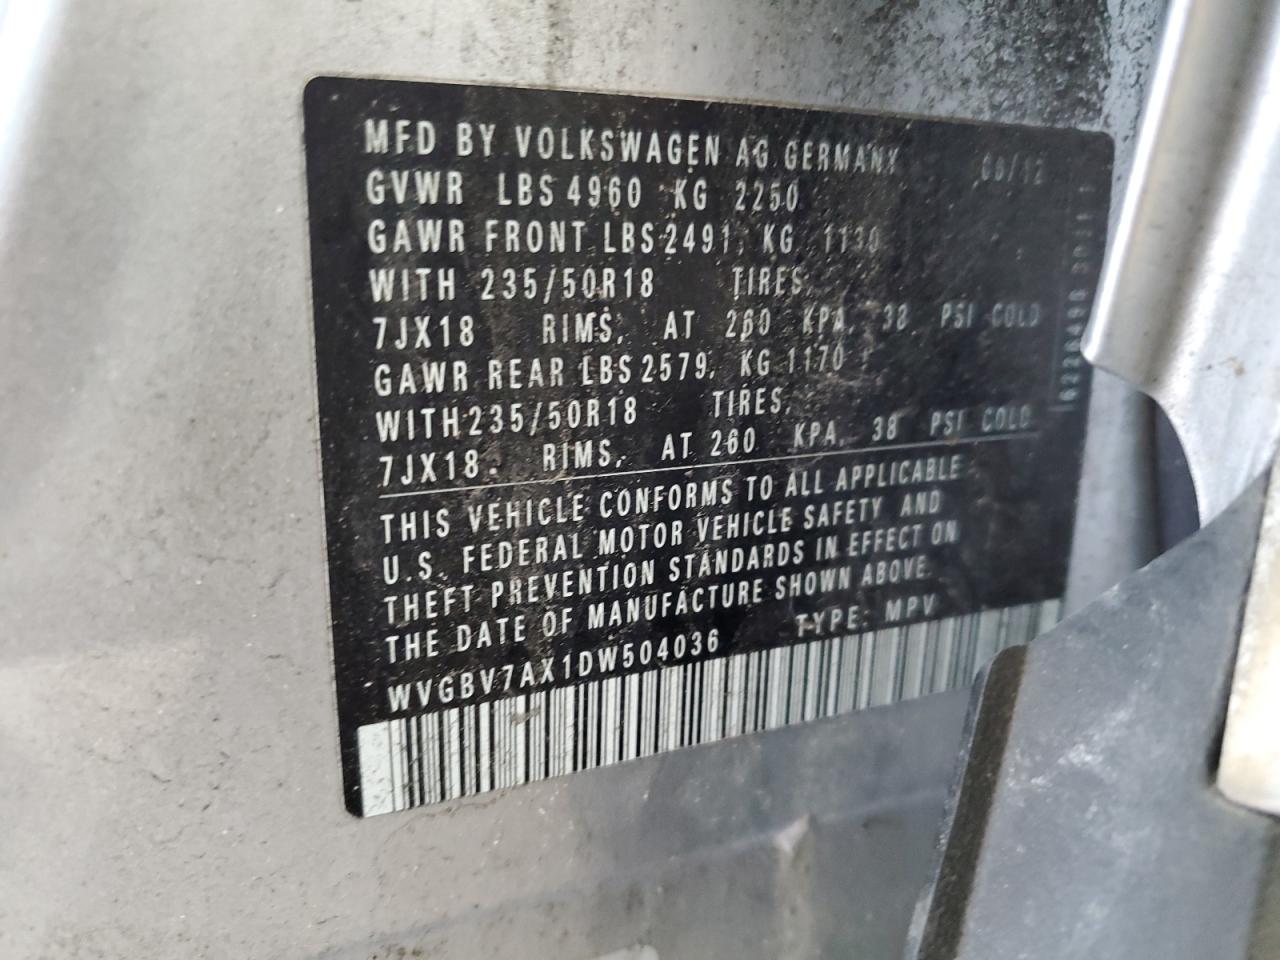 MFD BY VOLKSWAGEN AG GERMANY
GVWR LBS 4960 KG 2250
GAWR FRONT LBS 2491, KG 1130
WITH 235/50R18 TIRES,
7JX18 RIMS, AT 260 KPA, 38 PSI COLD
GAWR REAR LBS 2579, KG 1170
WITH 235/50R18 TIRES,
7JX18. RIMS, AT 260 KPA, 38 PSI COLD
THIS VEHICLE CONFORMS TO ALL APPLICABLE
U.S. FEDERAL MOTOR VEHICLE SAFETY AND
THEFT PREVENTION STANDARDS IN EFFECT ON
THE DATE OF MANUFACTURE SHOWN ABOVE.
WVGBV7AX1DW504036 TYPE: MPV